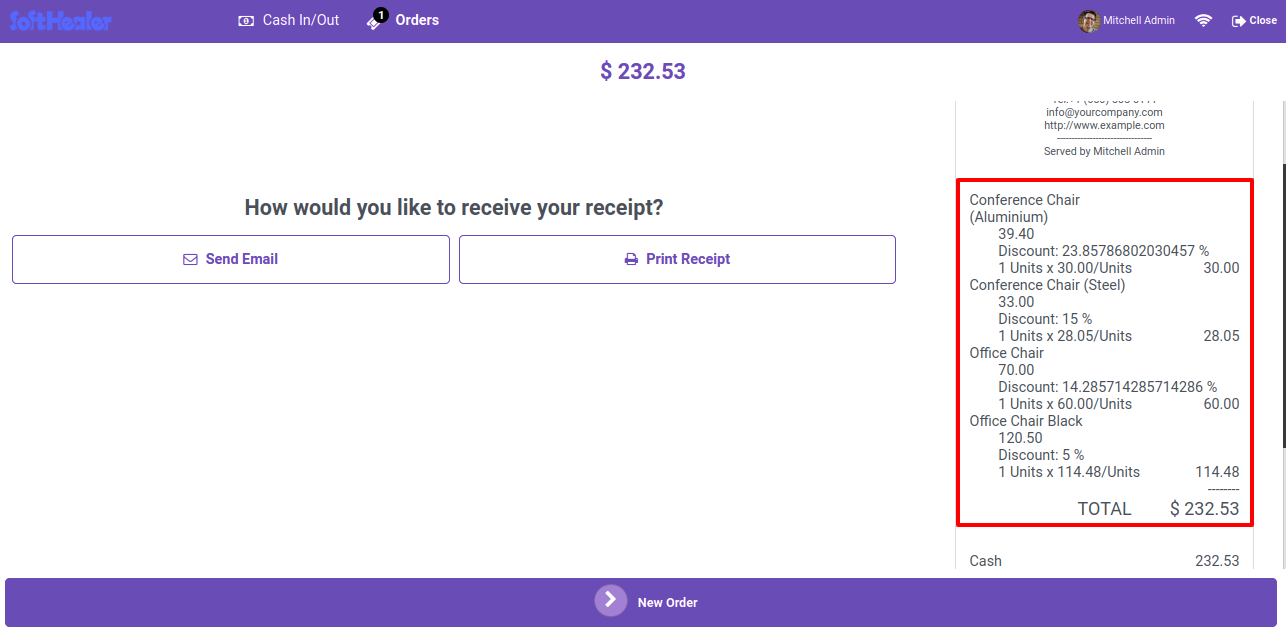 SoftHealer
Cash In/Out
1
Orders
Mitchell Admin
Close
$ 232.53
info@yourcompany.com
http://www.example.com
--------------------------------
Served by Mitchell Admin
How would you like to receive your receipt?
Send Email
Print Receipt
Conference Chair
(Aluminium)
39.40
Discount: 23.85786802030457 %
1 Units x 30.00/Units 30.00
Conference Chair (Steel)
33.00
Discount: 15 %
1 Units x 28.05/Units 28.05
Office Chair
70.00
Discount: 14.285714285714286 %
1 Units x 60.00/Units 60.00
Office Chair Black
120.50
Discount: 5 %
1 Units x 114.48/Units 114.48
--------
TOTAL $ 232.53
Cash 232.53
New Order